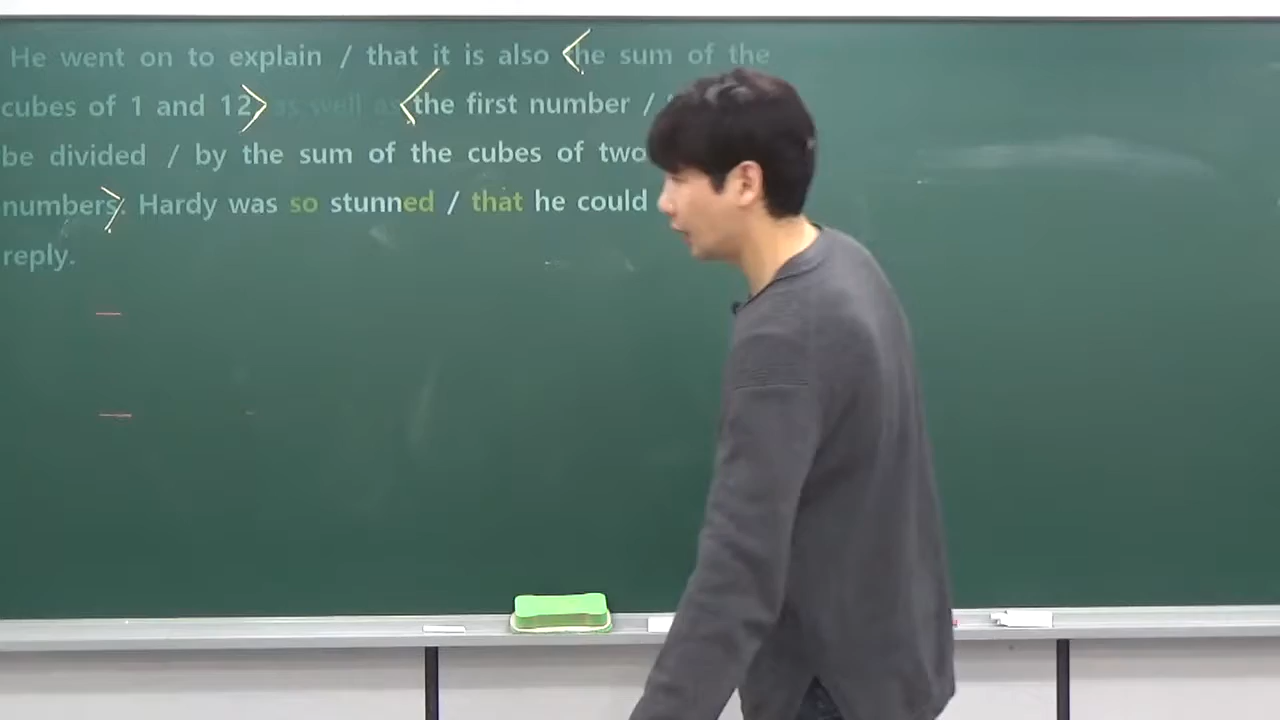 He went on to explain / that it is also <the sum of the
cubes of 1 and 12> as well as <the first number /
be divided / by the sum of the cubes of two
numbers>. Hardy was so stunned / that he could
reply.